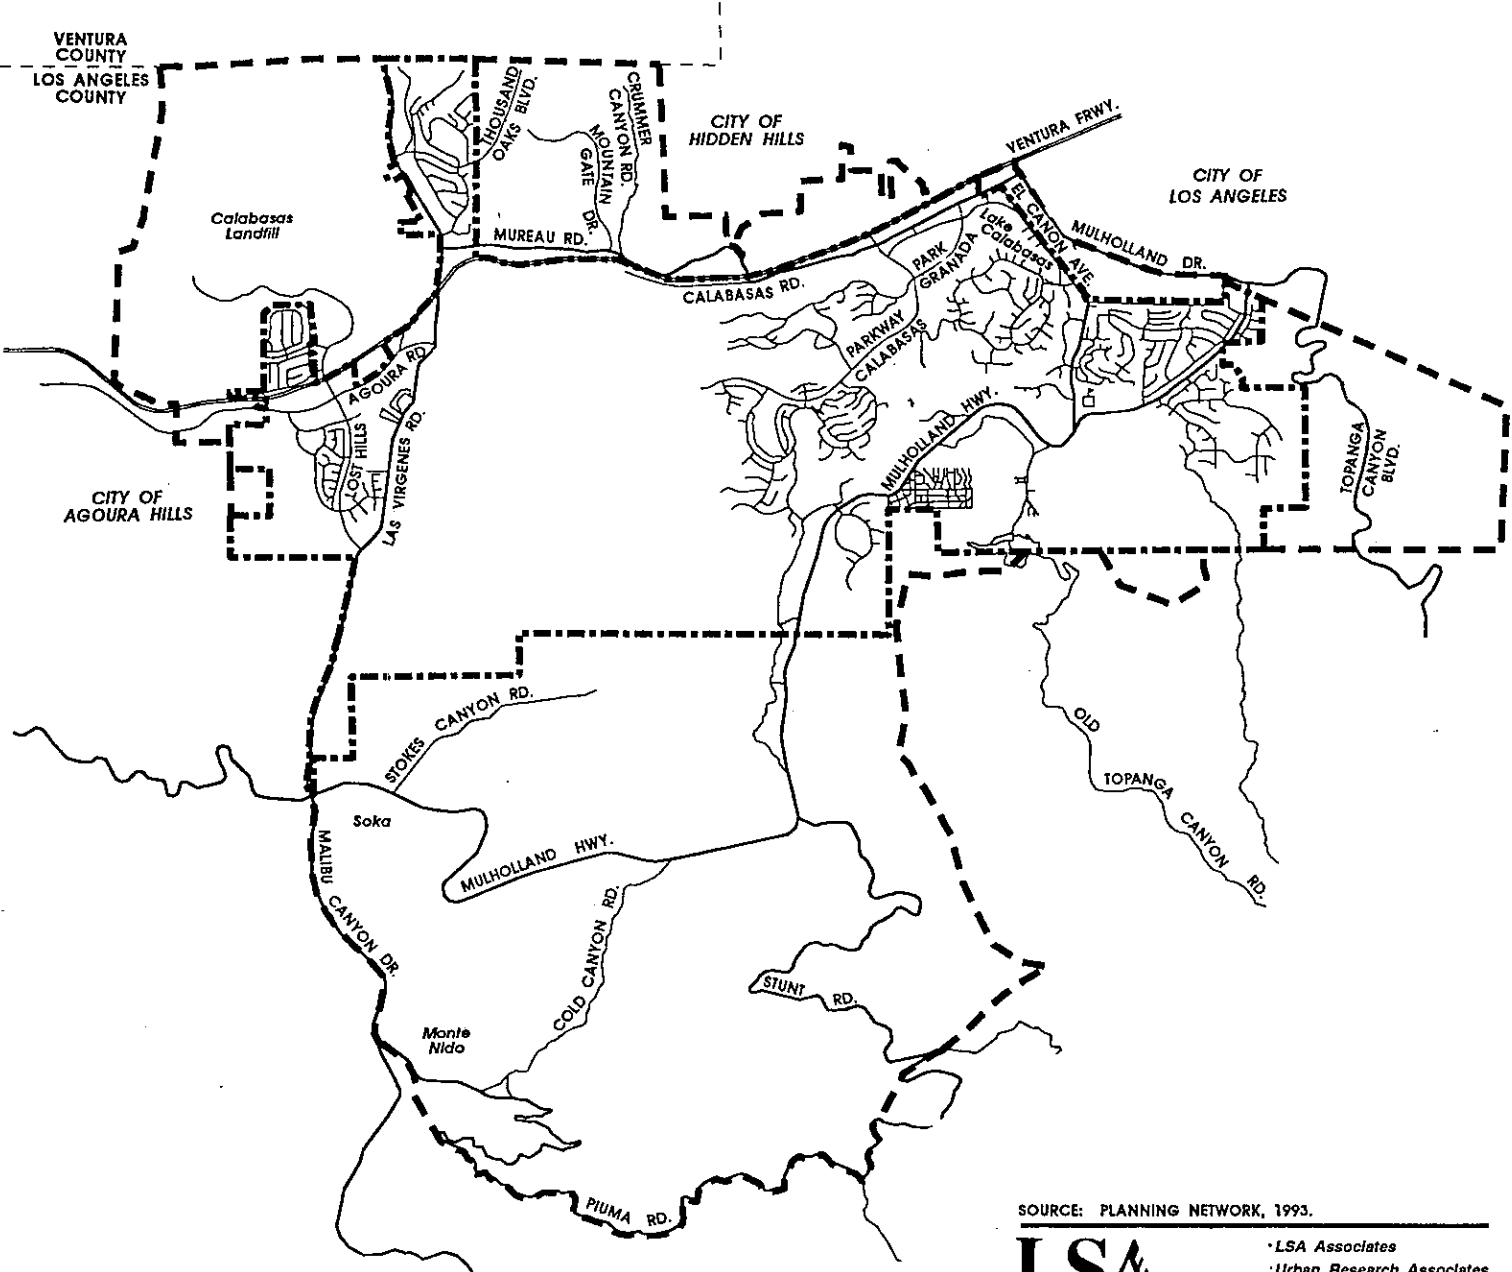 VENTURA
COUNTY
LOS ANGELES
COUNTY
THOUSAND
OAKS BLVD.
CRUMMER
CANYON RD.
MOUNTAIN
GATE DR.
CITY OF
HIDDEN HILLS
VENTURA FRWY.
CITY OF
LOS ANGELES
Calabasas
Landfill
MUREAU RD.
CALABASAS RD.
PARK
GRANADA
Lake
Calabasas
EL CANON AVE.
MULHOLLAND DR.
PARKWAY
CALABASAS
AGOURA RD.
LOST HILLS
LAS VIRGENES RD.
MULHOLLAND HWY.
TOPANGA
CANYON
BLVD.
CITY OF
AGOURA HILLS
STOKES CANYON RD.
OLD TOPANGA CANYON RD.
Soka
MALIBU CANYON DR.
MULHOLLAND HWY.
COLD CANYON RD.
STUNT RD.
Monte
Nido
PIUMA RD.
SOURCE: PLANNING NETWORK, 1993.
LSA
·LSA Associates
·Urban Research Associates